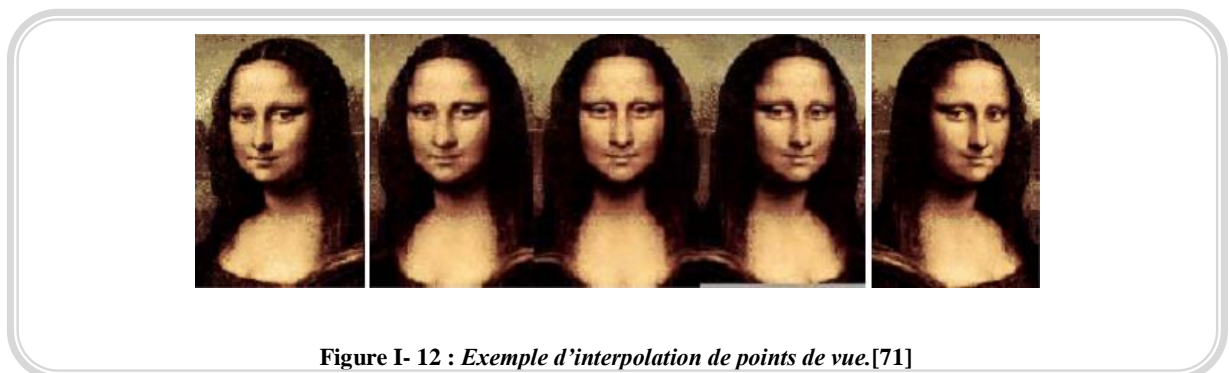 Figure I- 12 : Exemple d’interpolation de points de vue.[71]